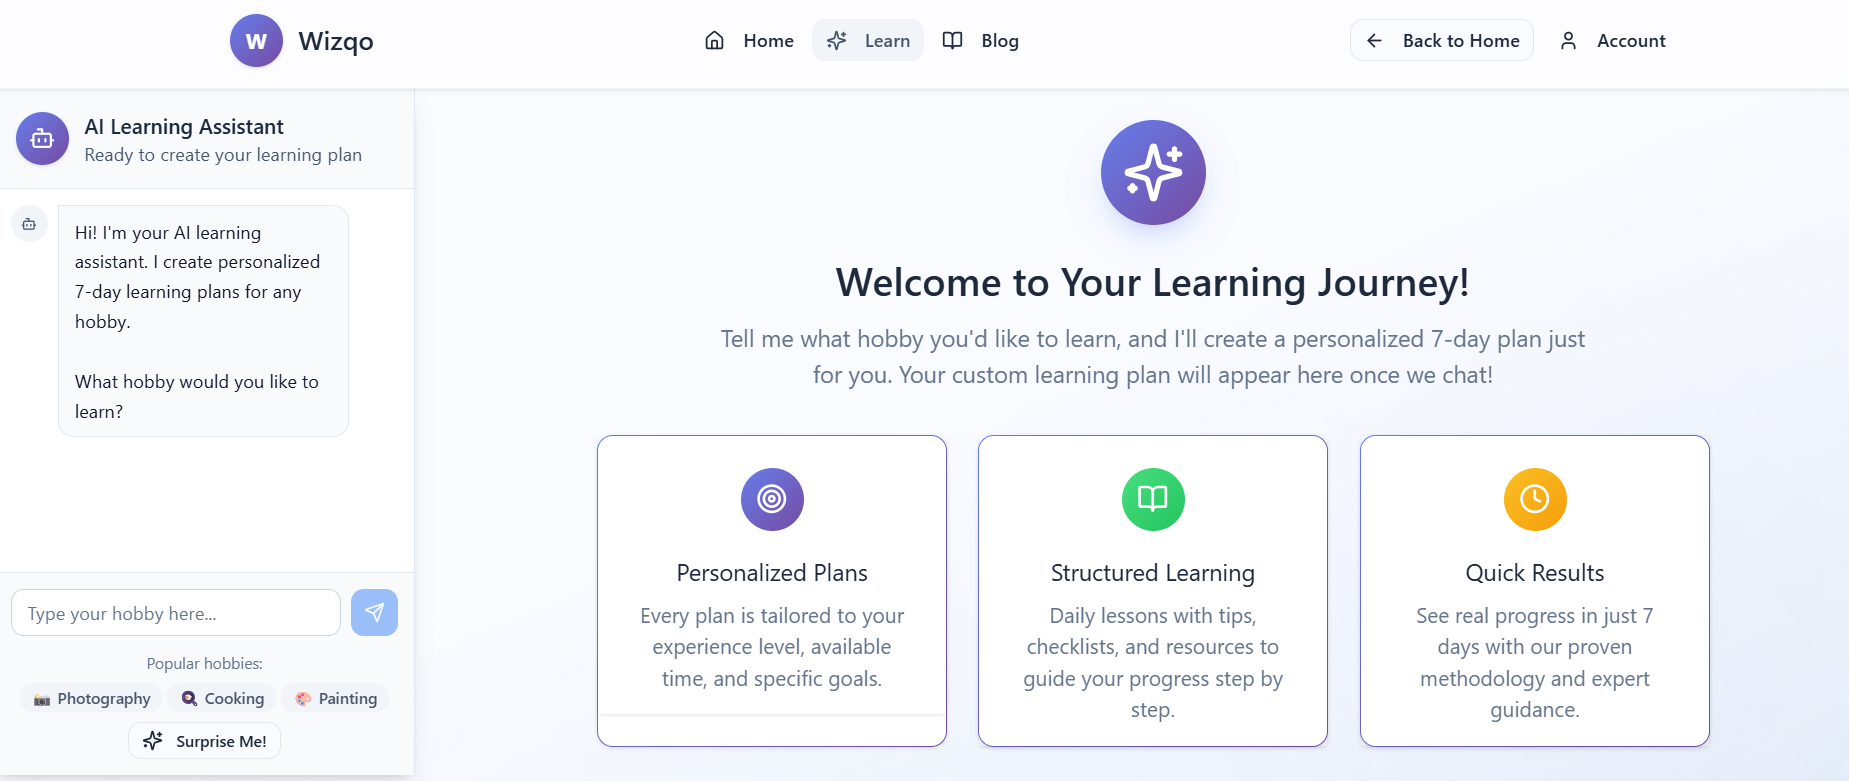 W Wizqo
Home
Learn
Blog
Back to Home
Account
AI Learning Assistant
Ready to create your learning plan
Hi! I'm your AI learning
assistant. I create personalized
7-day learning plans for any
hobby.
What hobby would you like to
learn?
Type your hobby here...
Popular hobbies:
Photography
Cooking
Painting
Surprise Me!
Welcome to Your Learning Journey!
Tell me what hobby you'd like to learn, and I'll create a personalized 7-day plan just
for you. Your custom learning plan will appear here once we chat!
Personalized Plans
Every plan is tailored to your
experience level, available
time, and specific goals.
Structured Learning
Daily lessons with tips,
checklists, and resources to
guide your progress step by
step.
Quick Results
See real progress in just 7
days with our proven
methodology and expert
guidance.